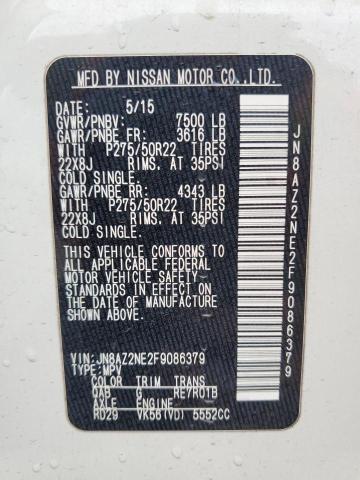 MFD BY NISSAN MOTOR CO.,LTD.
DATE: 5/15
GVWR/PNBV: 7500 LB
GAWR/PNBE FR: 3616 LB
WITH P275/50R22 TIRES
22X8J RIMS, AT 35PSI
COLD SINGLE.
GAWR/PNBE RR: 4343 LB
WITH P275/50R22 TIRES
22X8J RIMS, AT 35PSI
COLD SINGLE.
THIS VEHICLE CONFORMS TO
ALL APPLICABLE FEDERAL
MOTOR VEHICLE SAFETY
STANDARDS IN EFFECT ON
THE DATE OF MANUFACTURE
SHOWN ABOVE.
VIN:JN8AZ2NE2F9086379
TYPE:MPV
COLOR TRIM TRANS
QAB G RE7R01B
AXLE ENGINE
RD29 VK56(VD) 5552CC
JN8AZ2NE2F9086379